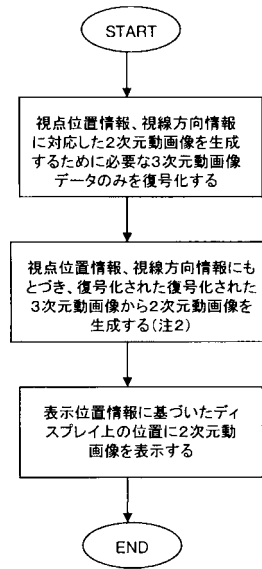 START
視点位置情報、視線方向情報
に対応した2次元動画像を生成
するために必要な3次元動画像
データのみを復号化する
視点位置情報、視線方向情報にも
とづき、復号化された復号化された
3次元動画像から2次元動画像を
生成する(注2)
表示位置情報に基づいたディ
スプレイ上の位置に2次元動
画像を表示する
END